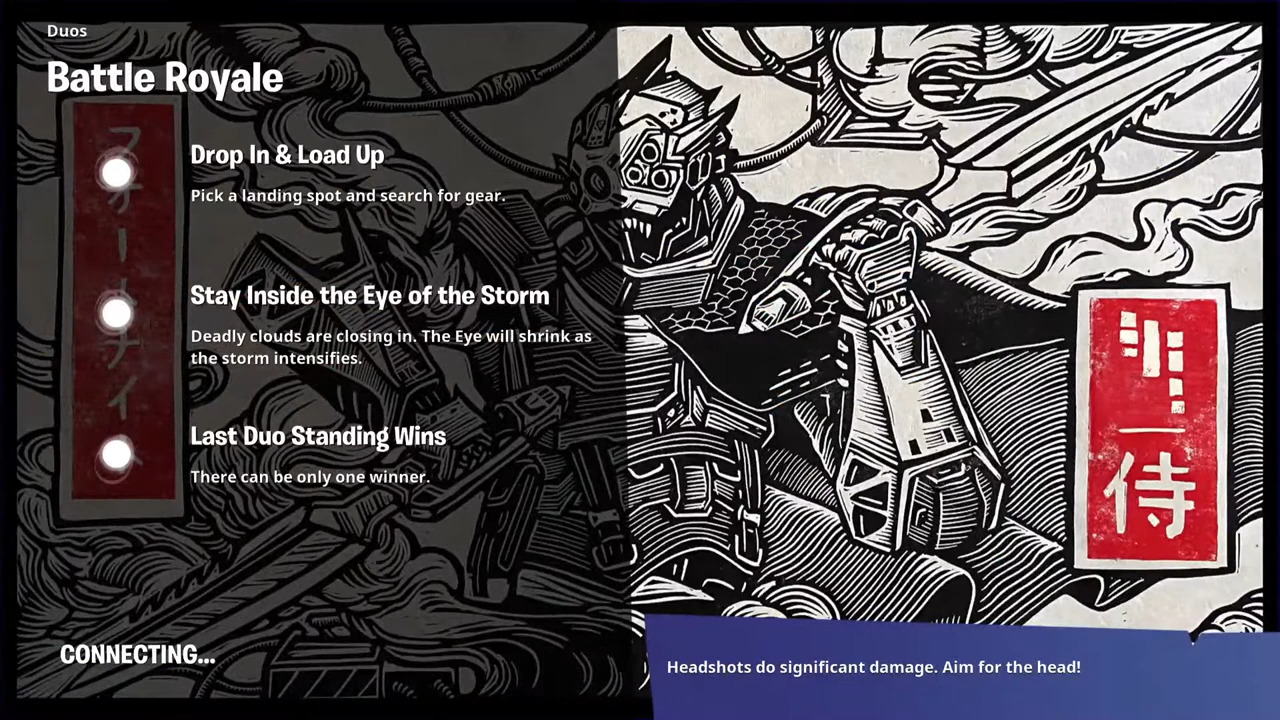 Duos
Battle Royale
Drop In & Load Up
Pick a landing spot and search for gear.
Stay Inside the Eye of the Storm
Deadly clouds are closing in. The Eye will shrink as
the storm intensifies.
Last Duo Standing Wins
There can be only one winner.
CONNECTING...
侍
Headshots do significant damage. Aim for the head!